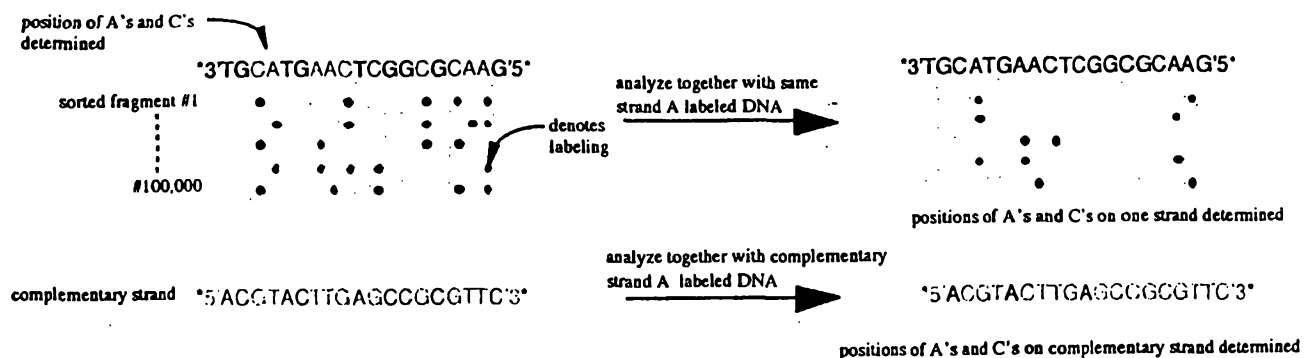 position of A's and C's
determined
*3'TGCATGAACTCGGCGCAAG'5*
sorted fragment #1
#100,000
denotes
labeling
analyze together with same
strand A labeled DNA
*3'TGCATGAACTCGGCGCAAG'5*
positions of A's and C's on one strand determined
complementary strand
*5'ACGTACTTGAGCCGCGTTC'3*
analyze together with complementary
strand A labeled DNA
*5'ACGTACTTGAGCCGCGTTC'3*
positions of A's and C's on complementary strand determined